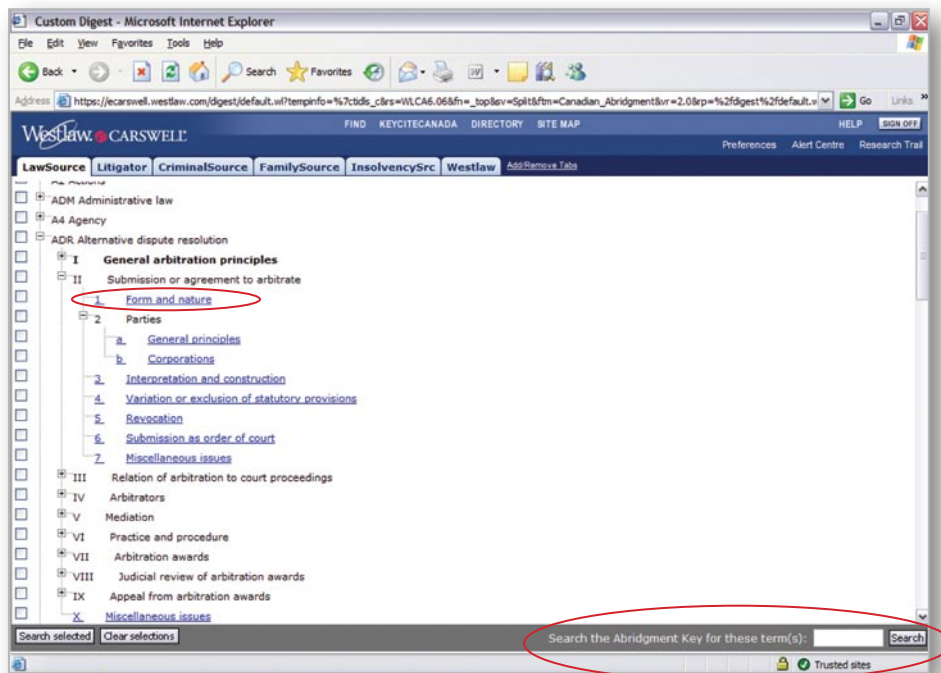 Custom Digest - Microsoft Internet Explorer
File Edit View Favorites Tools Help
Back Search Favorites
Address https://ecarswell.westlaw.com/digest/default.wl?tempinfo=%7ctidls_c&rs=WLCA6.06&fn=_top&sv=Split&ftm=Canadian_Abridgment&vr=2.0&rp=%2fdigest%2fdefault.w Go Links »
FIND KEYCITECANADA DIRECTORY SITE MAP HELP SIGN OFF
Westlaw. CARSWELL
Preferences Alert Centre Research Trail
LawSource Litigator CriminalSource FamilySource InsolvencySrc Westlaw Add/Remove Tabs
A2 Actions
ADM Administrative law
A4 Agency
ADR Alternative dispute resolution
I General arbitration principles
II Submission or agreement to arbitrate
1 Form and nature
2 Parties
a General principles
b Corporations
3 Interpretation and construction
4 Variation or exclusion of statutory provisions
5 Revocation
6 Submission as order of court
7 Miscellaneous issues
III Relation of arbitration to court proceedings
IV Arbitrators
V Mediation
VI Practice and procedure
VII Arbitration awards
VIII Judicial review of arbitration awards
IX Appeal from arbitration awards
X Miscellaneous issues
Search selected Clear selections Search the Abridgment Key for these term(s): Search
Trusted sites